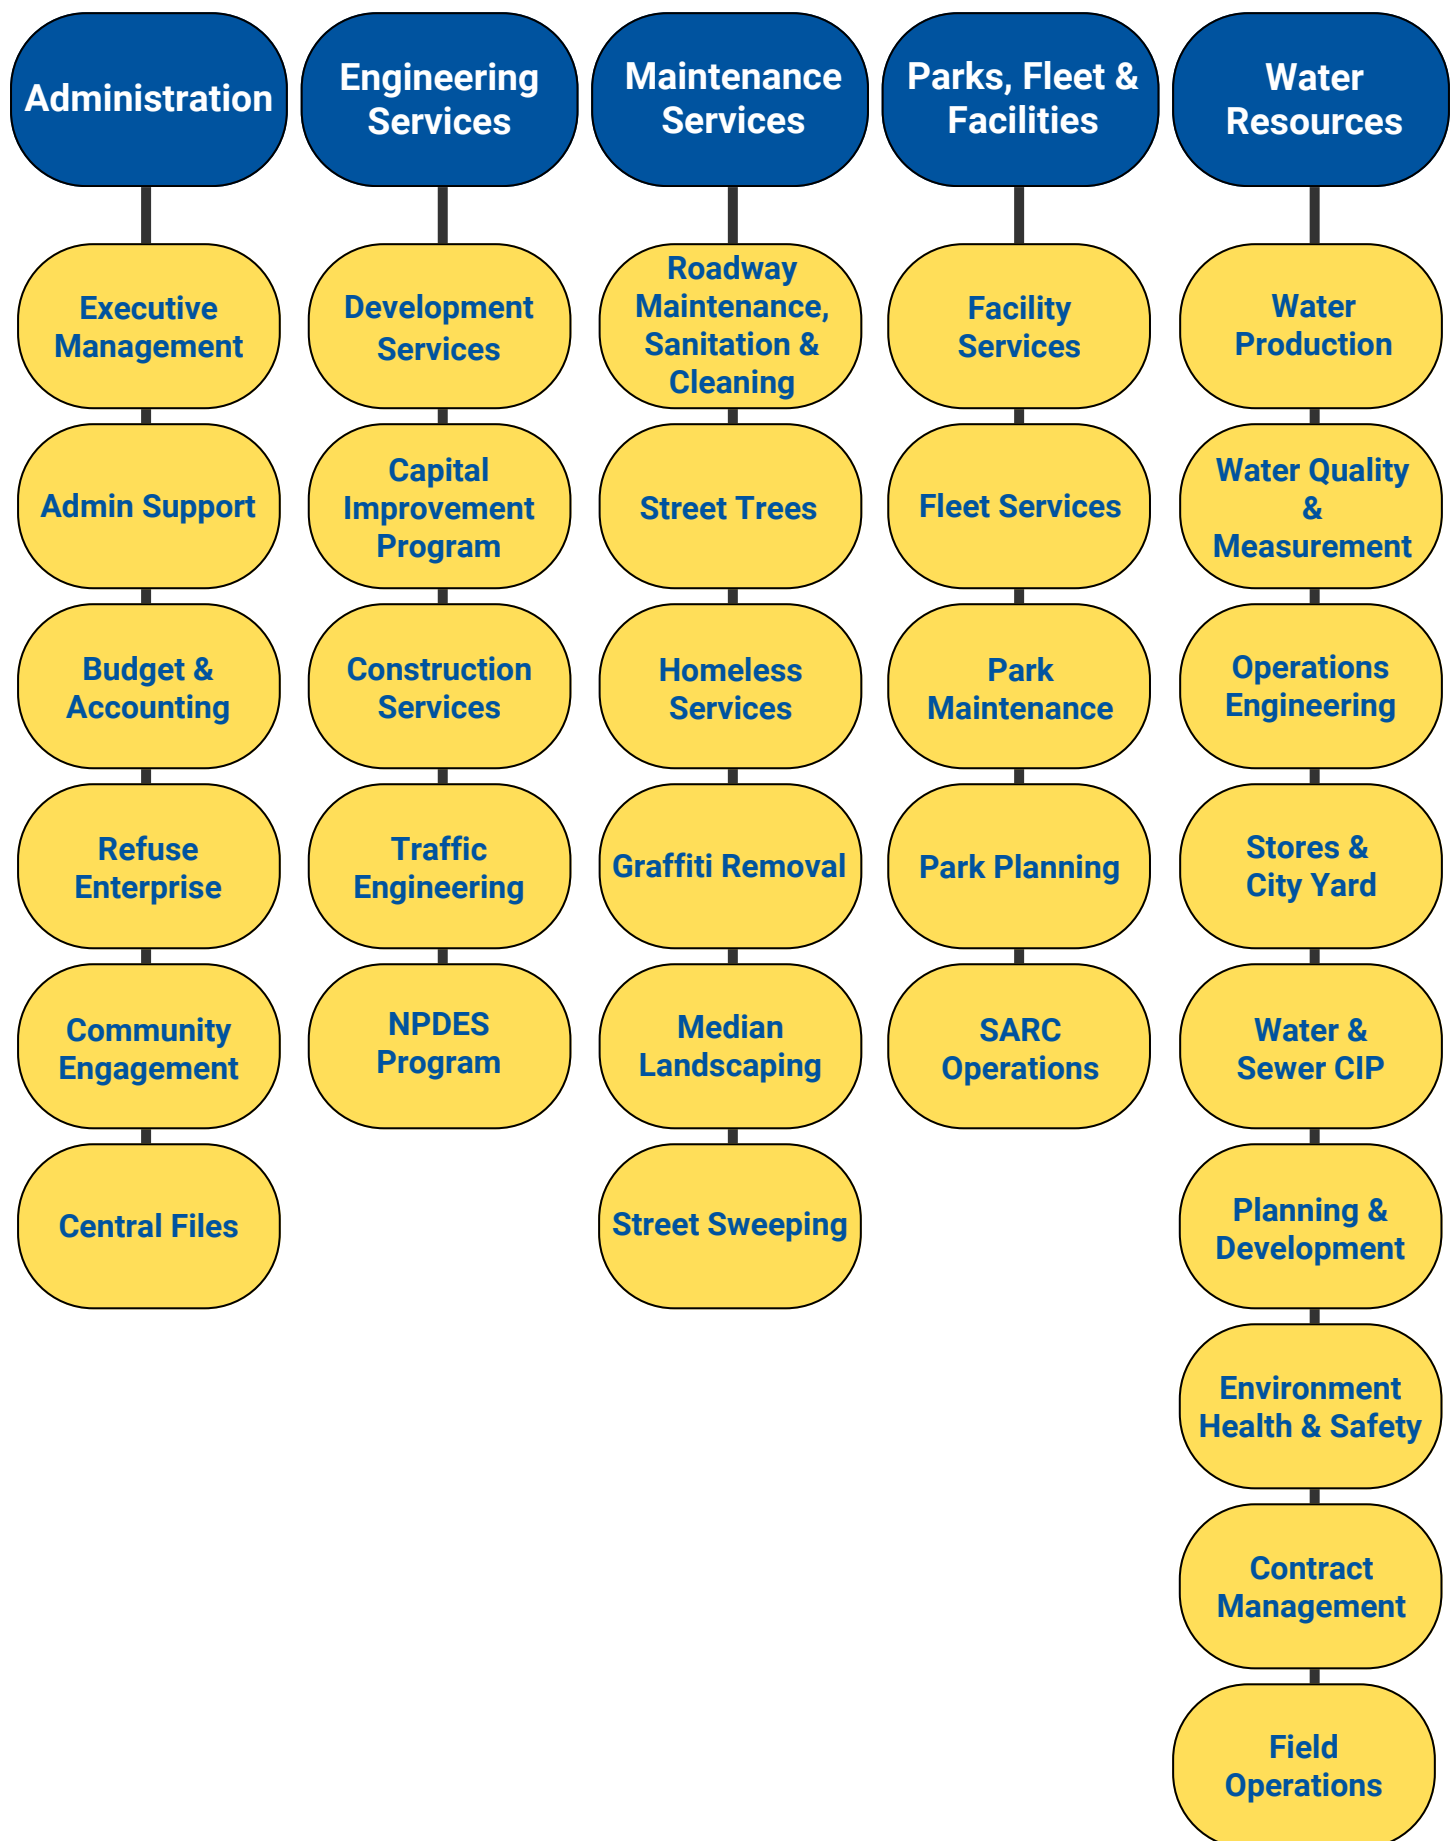 Administration
Engineering
Services
Maintenance
Services
Parks, Fleet &
Facilities
Water
Resources
Executive
Management
Admin Support
Budget &
Accounting
Refuse
Enterprise
Community
Engagement
Central Files
Development
Services
Capital
Improvement
Program
Construction
Services
Traffic
Engineering
NPDES
Program
Roadway
Maintenance,
Sanitation &
Cleaning
Street Trees
Homeless
Services
Graffiti Removal
Median
Landscaping
Street Sweeping
Facility
Services
Fleet Services
Park
Maintenance
Park Planning
SARC
Operations
Water
Production
Water Quality
&
Measurement
Operations
Engineering
Stores &
City Yard
Water &
Sewer CIP
Planning &
Development
Environment
Health & Safety
Contract
Management
Field
Operations